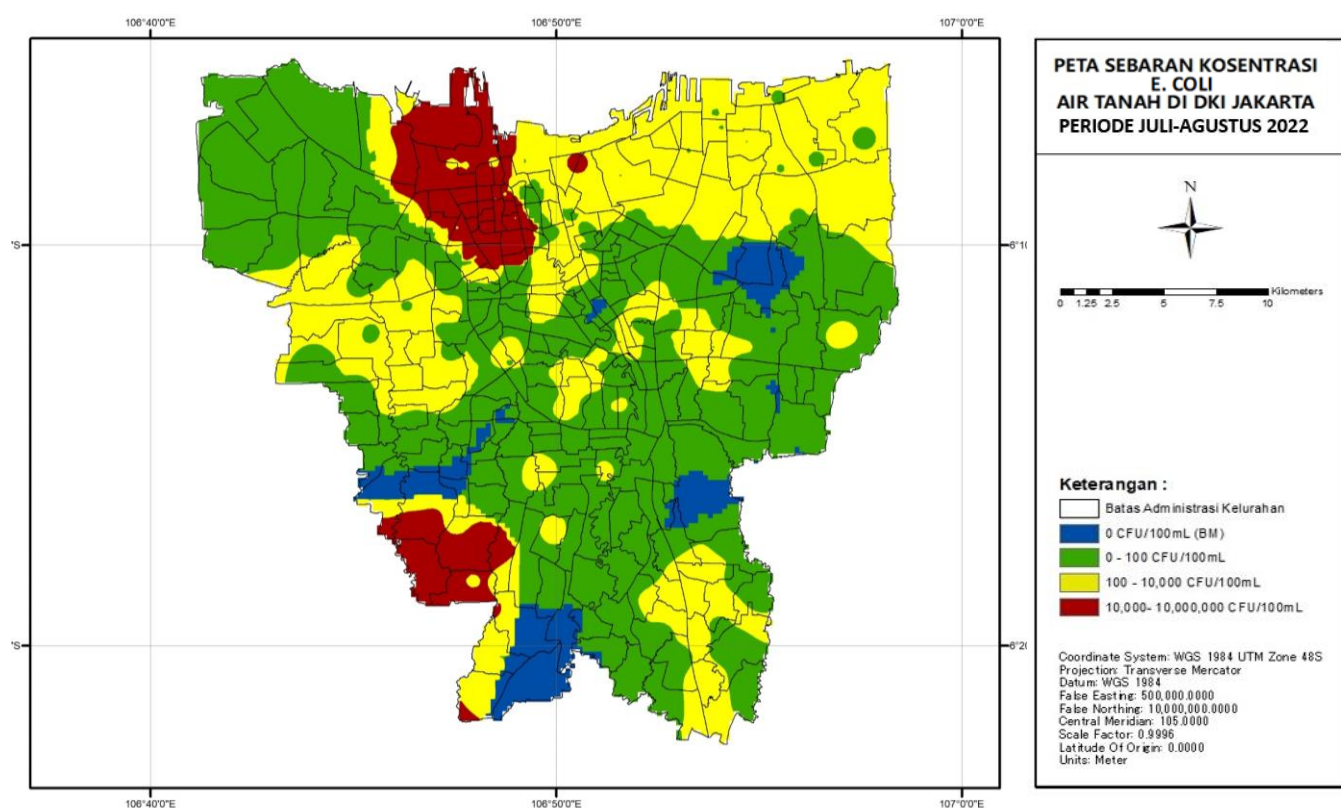 106°40'0"E
106°50'0"E
107°0'0"E
'S
6°10
'S
6°20
106°40'0"E
106°50'0"E
107°0'0"E
PETA SEBARAN KOSENTRASI
E. COLI
AIR TANAH DI DKI JAKARTA
PERIODE JULI-AGUSTUS 2022
N
Kilometers
0 1.25 2.5 5 7.5 10
Keterangan :
Batas Administrasi Kelurahan
0 CFU/100mL (BM)
0 - 100 CFU/100mL
100 - 10,000 CFU/100mL
10,000- 10,000,000 CFU/100mL
Coordinate System: WGS 1984 UTM Zone 48S
Projection: Transverse Mercator
Datum: WGS 1984
False Easting: 500,000.0000
False Northing: 10,000,000.0000
Central Meridian: 105.0000
Scale Factor: 0.9996
Latitude Of Origin: 0.0000
Units: Meter